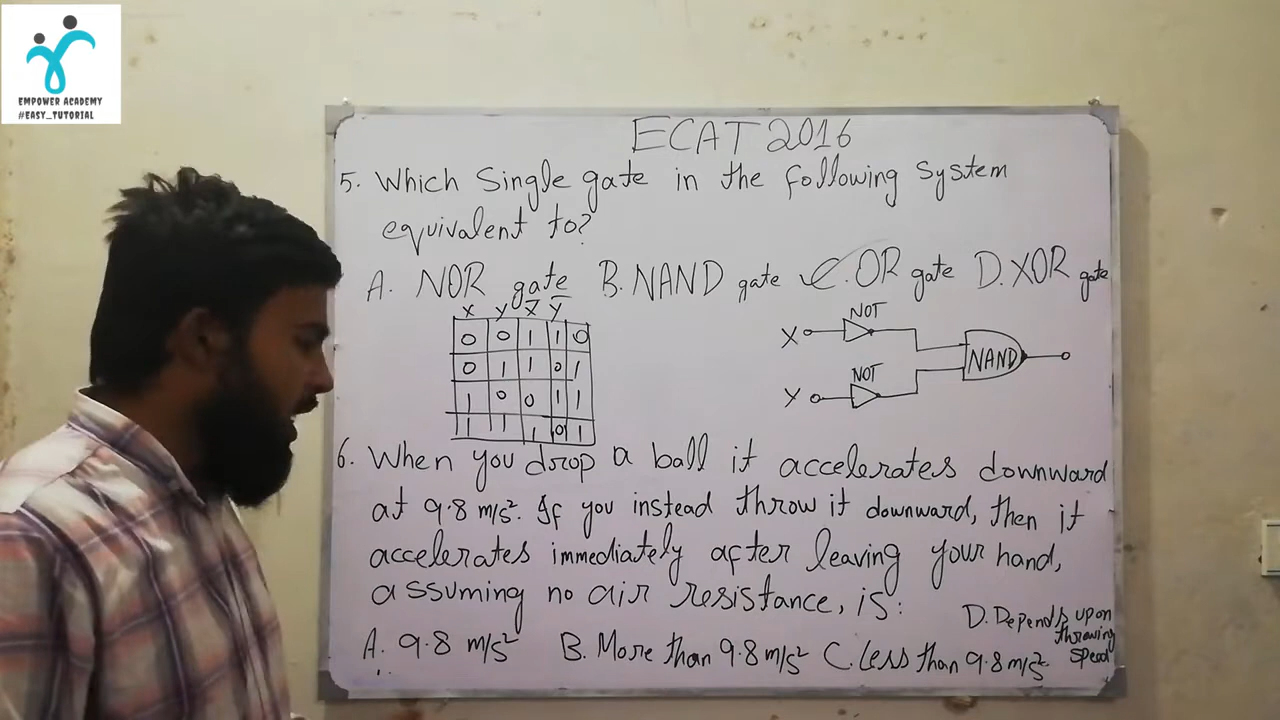 EMPOWER ACADEMY
#EASY_TUTORIAL
ECAT 2016
5. Which Single gate in the following System
equivalent to?
A. NOR gate B. NAND gate C. OR gate D. XOR gate
X Y X̅ Y̅
0 0 1 1 0
0 1 1 0 1
1 0 0 1 1
1 1 1 0 1
NOT
X
NAND
NOT
Y
6. When you drop a ball it accelerates downward
at 9.8 m/s². If you instead throw it downward, then it
accelerates immediately after leaving your hand,
assuming no air resistance, is:
A. 9.8 m/s² B. More than 9.8 m/s² C. Less than 9.8 m/s²
D. Depends upon
throwing
speed